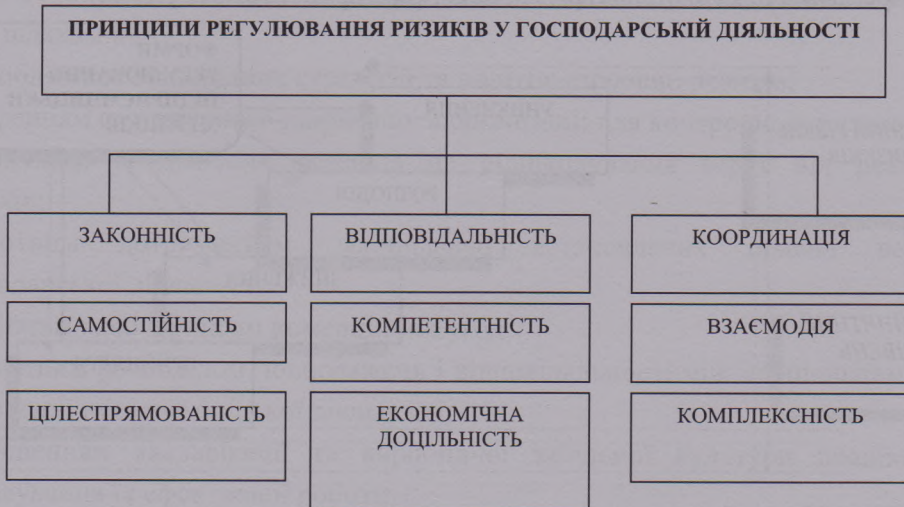 ПРИНЦИПИ РЕГУЛЮВАННЯ РИЗИКІВ У ГОСПОДАРСЬКІЙ ДІЯЛЬНОСТІ
ЗАКОННІСТЬ
ВІДПОВІДАЛЬНІСТЬ
КООРДИНАЦІЯ
САМОСТІЙНІСТЬ
КОМПЕТЕНТНІСТЬ
ВЗАЄМОДІЯ
ЦІЛЕСПРЯМОВАНІСТЬ
ЕКОНОМІЧНА
ДОЦІЛЬНІСТЬ
КОМПЛЕКСНІСТЬ